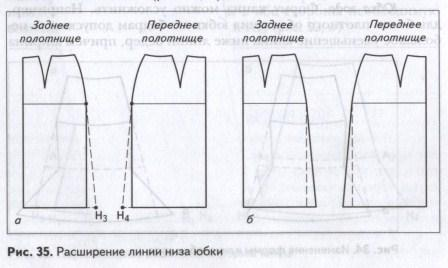 Заднее Переднее Заднее Переднее
полотнище полотнище полотнище полотнище
а Н3 Н4 б
Рис. 35. Расширение линии низа юбки